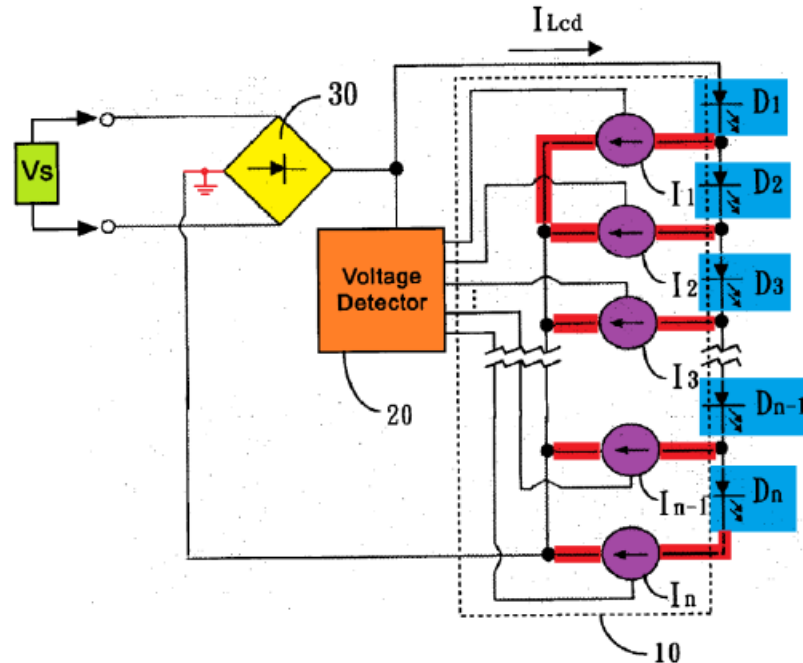 ILcd
30
D1
Vs
I1
D2
I2
Voltage
Detector
D3
I3
20
Dn-1
In-1
Dn
In
10